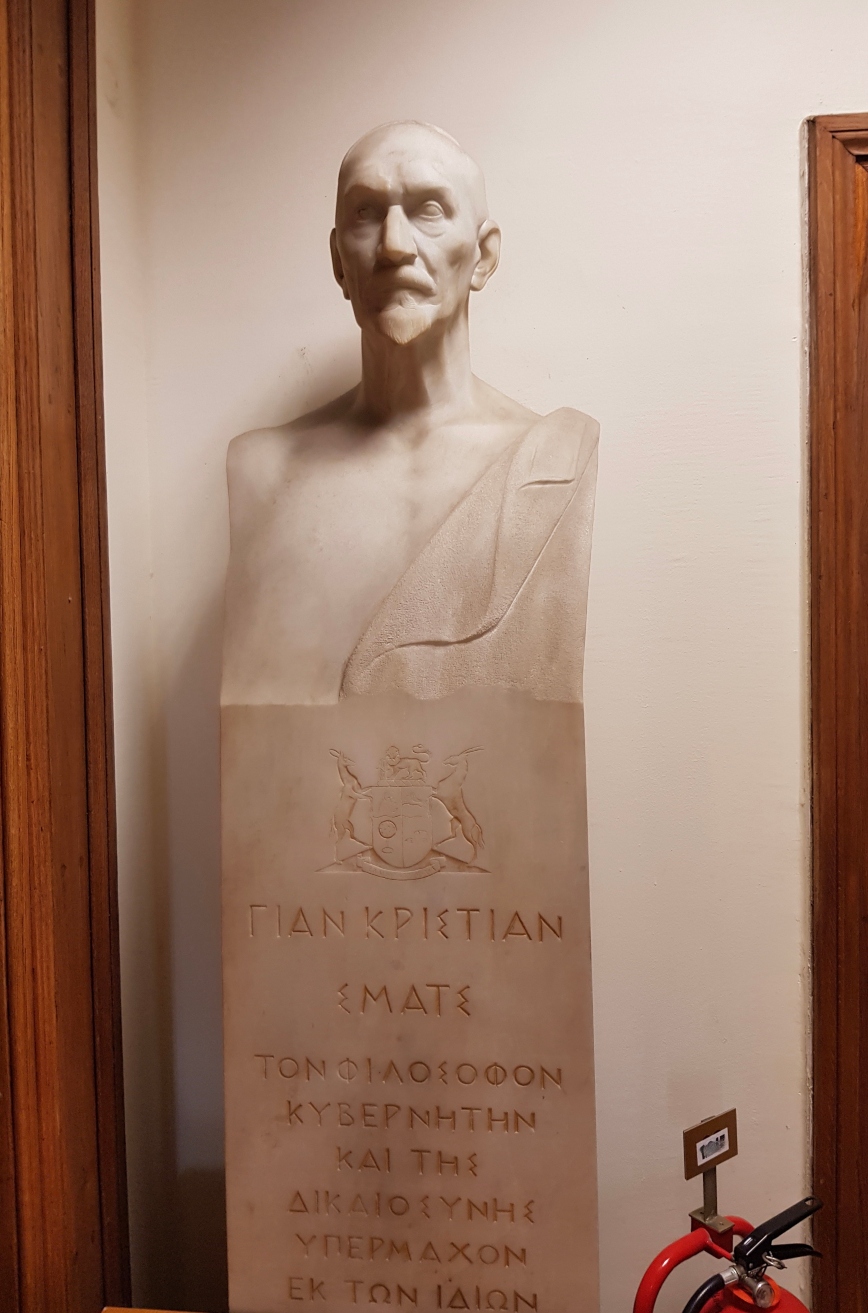 ΓΙΑΝ ΚΡΙΣΤΙΑΝ
ΣΜΑΤΣ
ΤΟΝ ΦΙΛΟΣΟΦΟΝ
ΚΥΒΕΡΝΗΤΗΝ
ΚΑΙ ΤΗΣ
ΔΙΚΑΙΟΣΥΝΗΣ
ΥΠΕΡΜΑΧΟΝ
ΕΚ ΤΩΝ ΙΔΙΩΝ